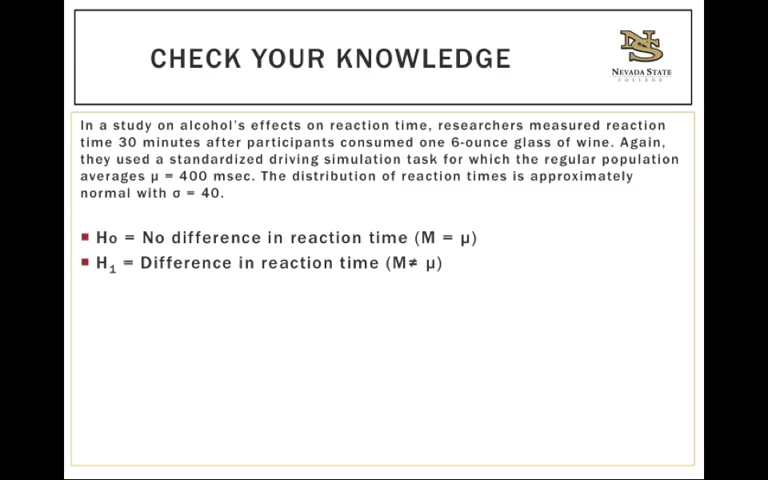 CHECK YOUR KNOWLEDGE
NS
NEVADA STATE
COLLEGE
In a study on alcohol's effects on reaction time, researchers measured reaction
time 30 minutes after participants consumed one 6-ounce glass of wine. Again,
they used a standardized driving simulation task for which the regular population
averages μ = 400 msec. The distribution of reaction times is approximately
normal with σ = 40.
▪ Ho = No difference in reaction time (M = μ)
▪ H₁ = Difference in reaction time (M≠ μ)